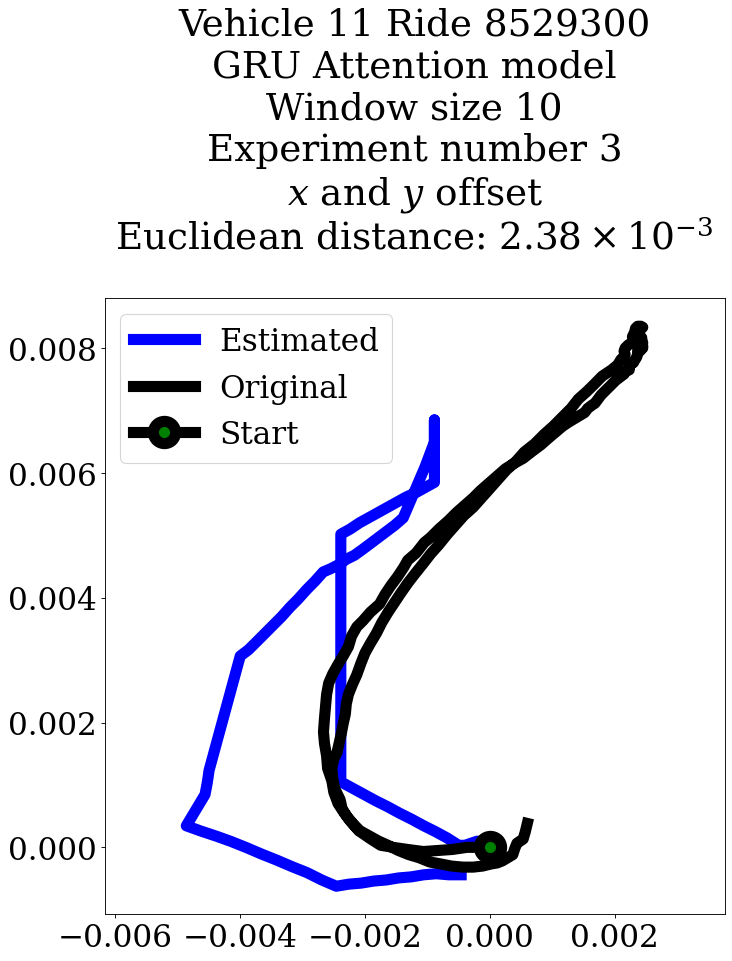 Vehicle 11 Ride 8529300
GRU Attention model
Window size 10
Experiment number 3
x and y offset
Euclidean distance: 2.38 × 10⁻³
Estimated
Original
Start
0.008
0.006
0.004
0.002
0.000
−0.006 −0.004 −0.002 0.000 0.002